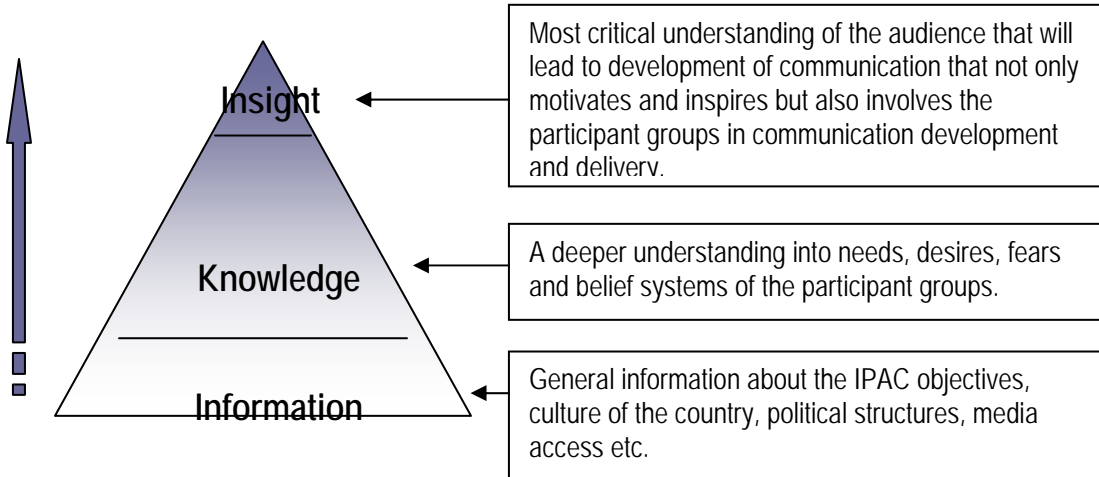 Insight
Most critical understanding of the audience that will
lead to development of communication that not only
motivates and inspires but also involves the
participant groups in communication development
and delivery.
Knowledge
A deeper understanding into needs, desires, fears
and belief systems of the participant groups.
Information
General information about the IPAC objectives,
culture of the country, political structures, media
access etc.